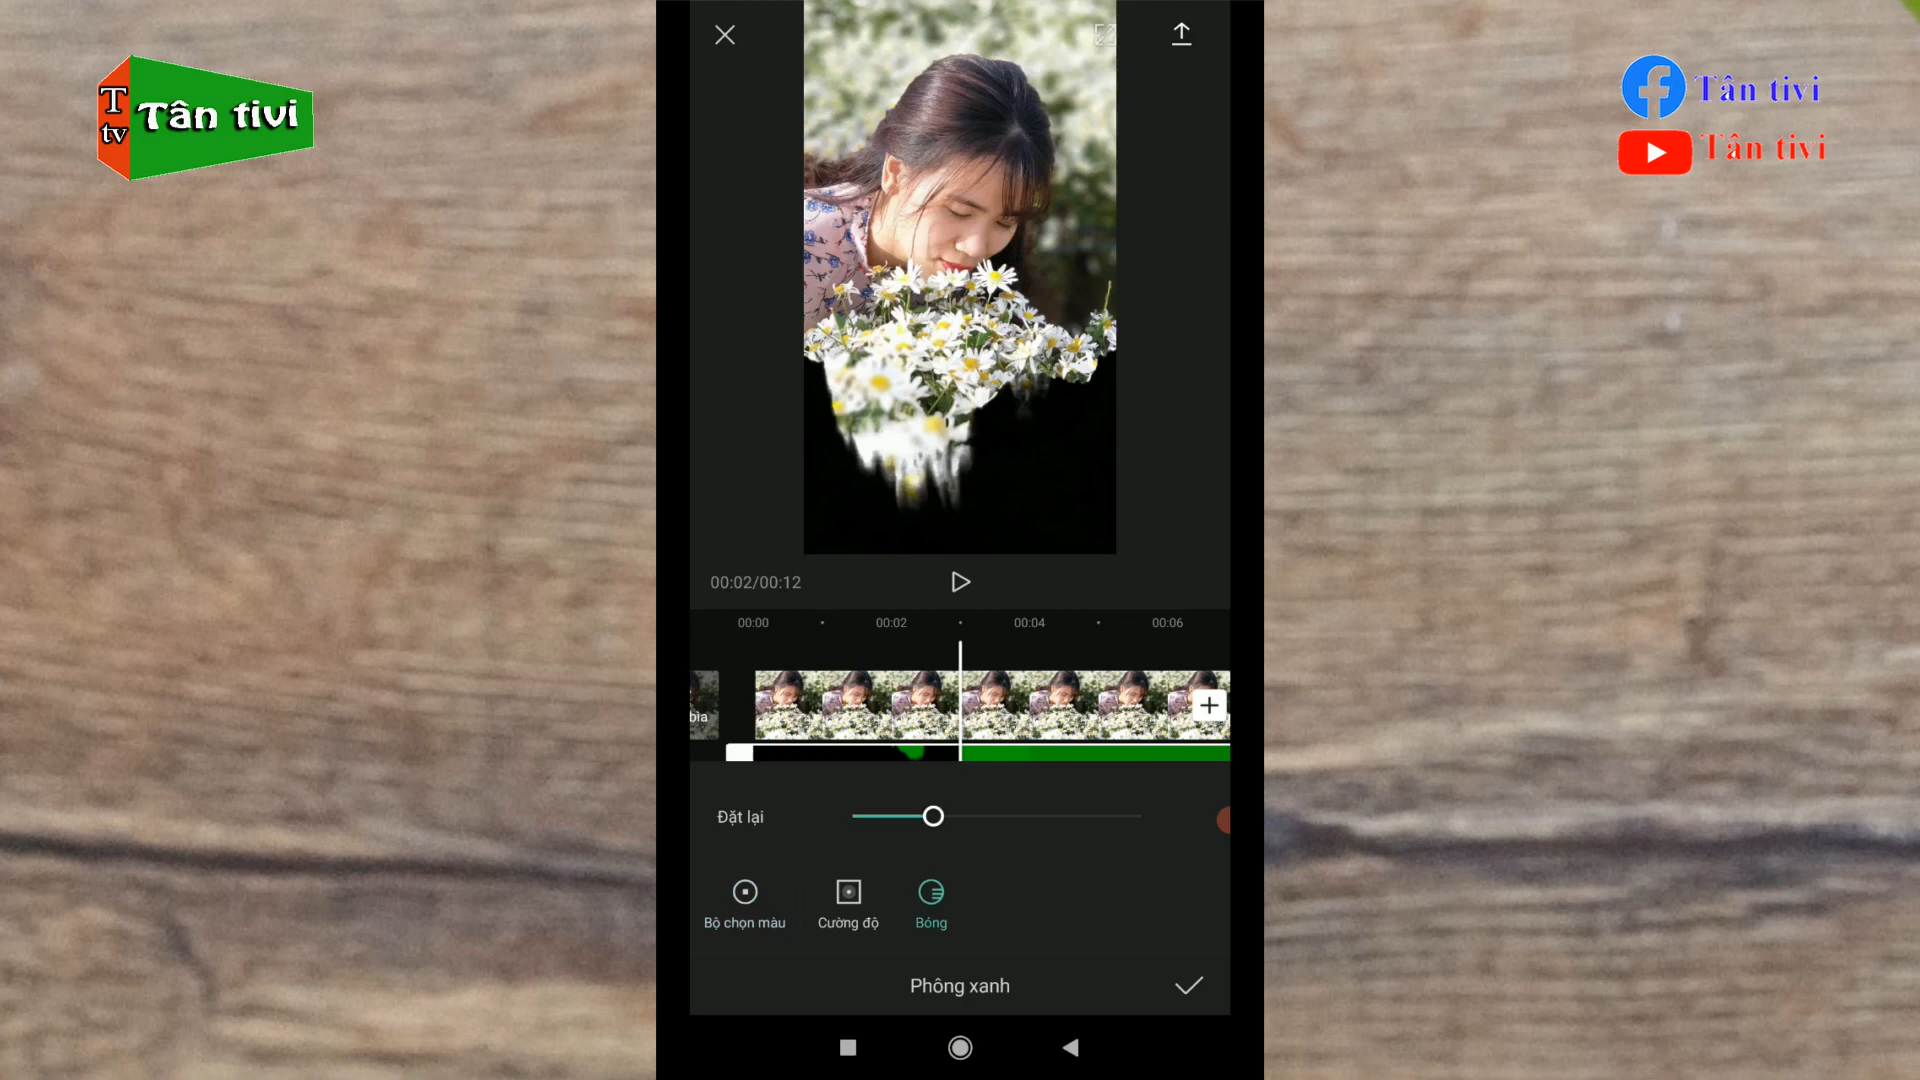 T
tv
Tân tivi
Tân tivi
Tân tivi
00:02/00:12
00:00
00:02
00:04
00:06
bìa
Đặt lại
Bộ chọn màu
Cường độ
Bóng
Phông xanh